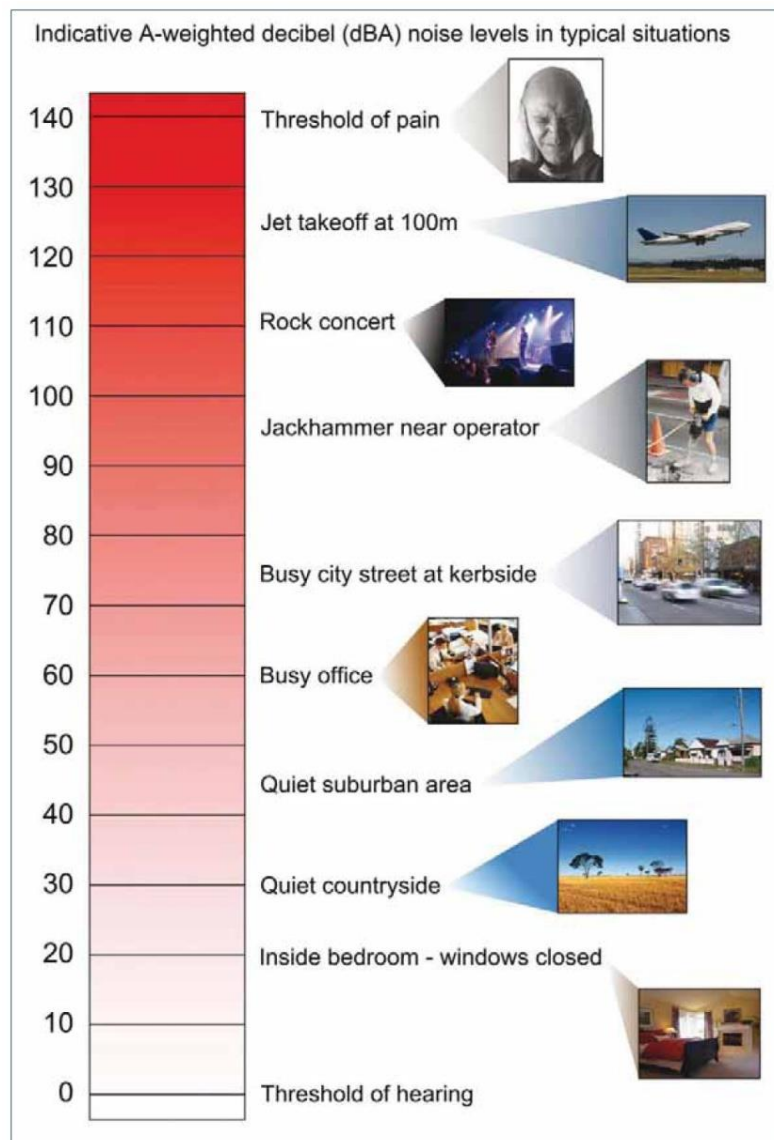 Indicative A-weighted decibel (dBA) noise levels in typical situations
140
Threshold of pain
130
Jet takeoff at 100m
120
110
Rock concert
100
Jackhammer near operator
90
80
Busy city street at kerbside
70
60
Busy office
50
Quiet suburban area
40
30
Quiet countryside
20
Inside bedroom - windows closed
10
0
Threshold of hearing